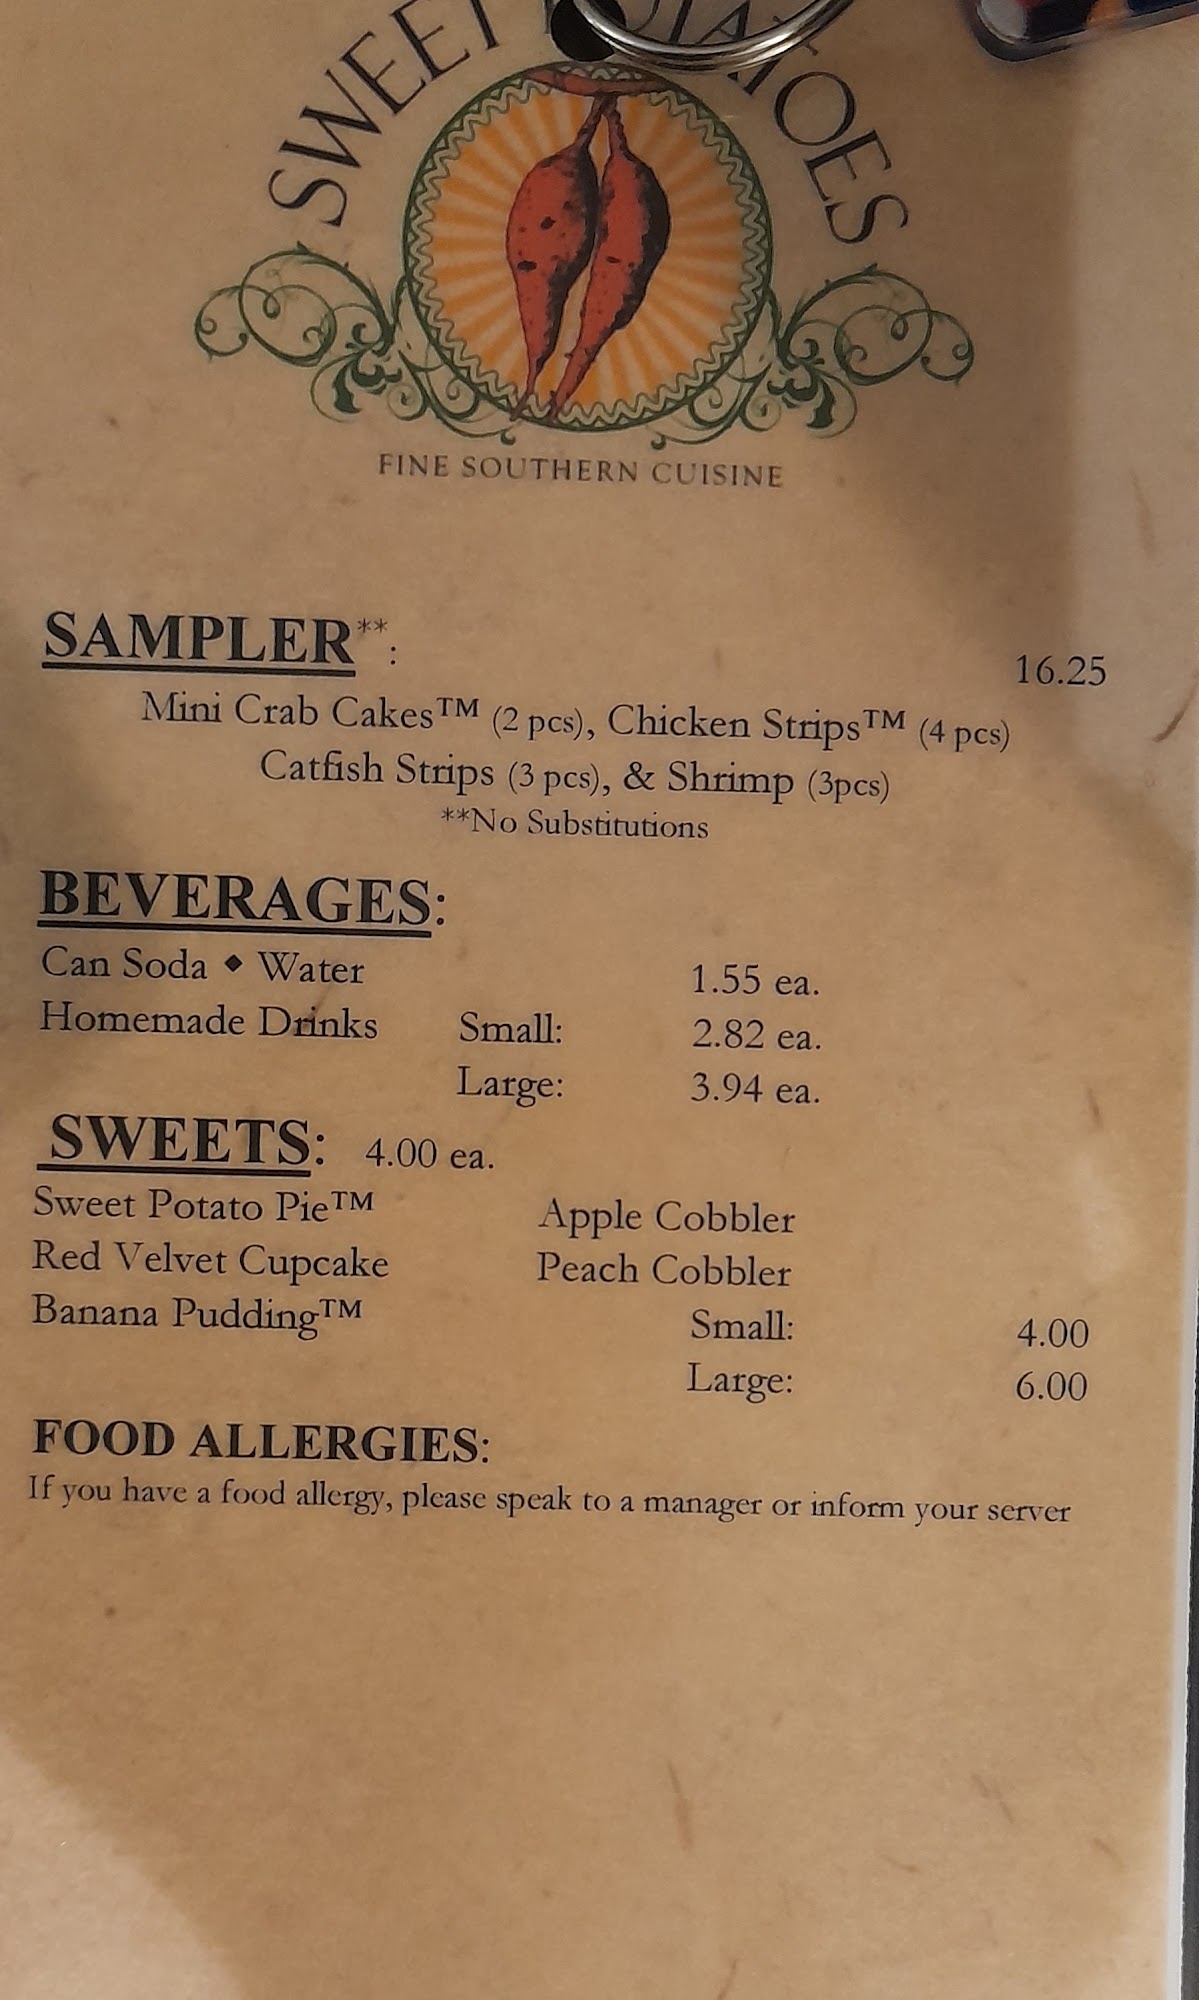 SWEET POTATOES
FINE SOUTHERN CUISINE
SAMPLER**: 16.25
Mini Crab Cakes™ (2 pcs), Chicken Strips™ (4 pcs)
Catfish Strips (3 pcs), & Shrimp (3pcs)
**No Substitutions
BEVERAGES:
Can Soda ◆ Water 1.55 ea.
Homemade Drinks Small: 2.82 ea.
Large: 3.94 ea.
SWEETS: 4.00 ea.
Sweet Potato Pie™ Apple Cobbler
Red Velvet Cupcake Peach Cobbler
Banana Pudding™ Small: 4.00
Large: 6.00
FOOD ALLERGIES:
If you have a food allergy, please speak to a manager or inform your server